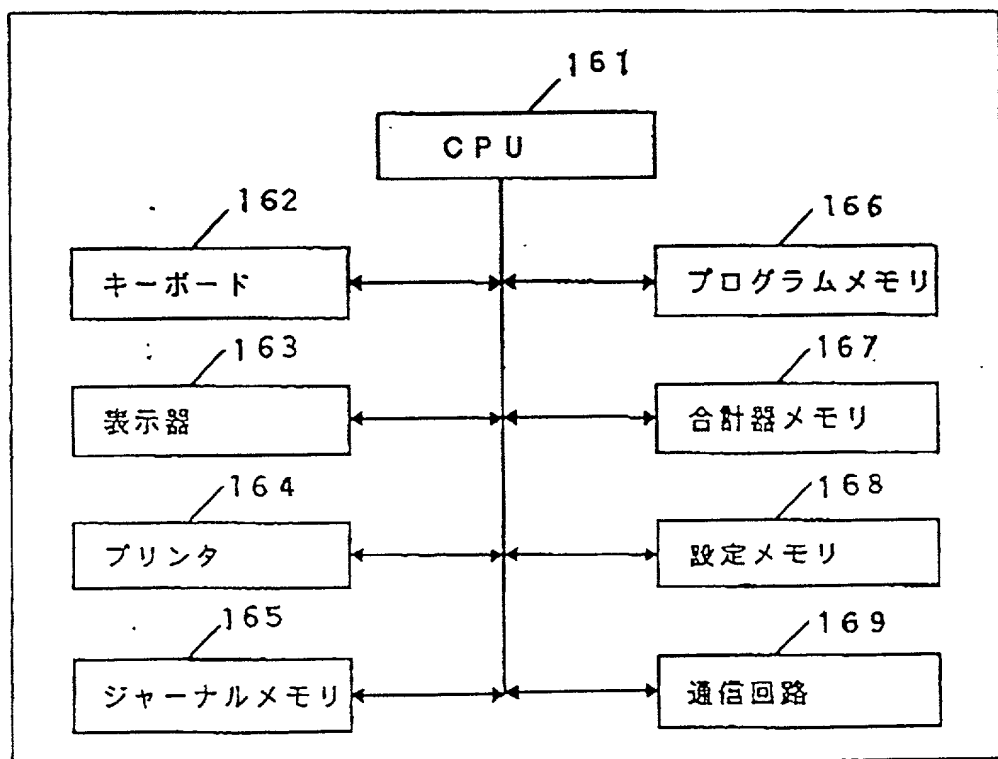 161
CPU
162
キーボード
166
プログラムメモリ
163
表示器
167
合計器メモリ
164
プリンタ
168
設定メモリ
165
ジャーナルメモリ
169
通信回路